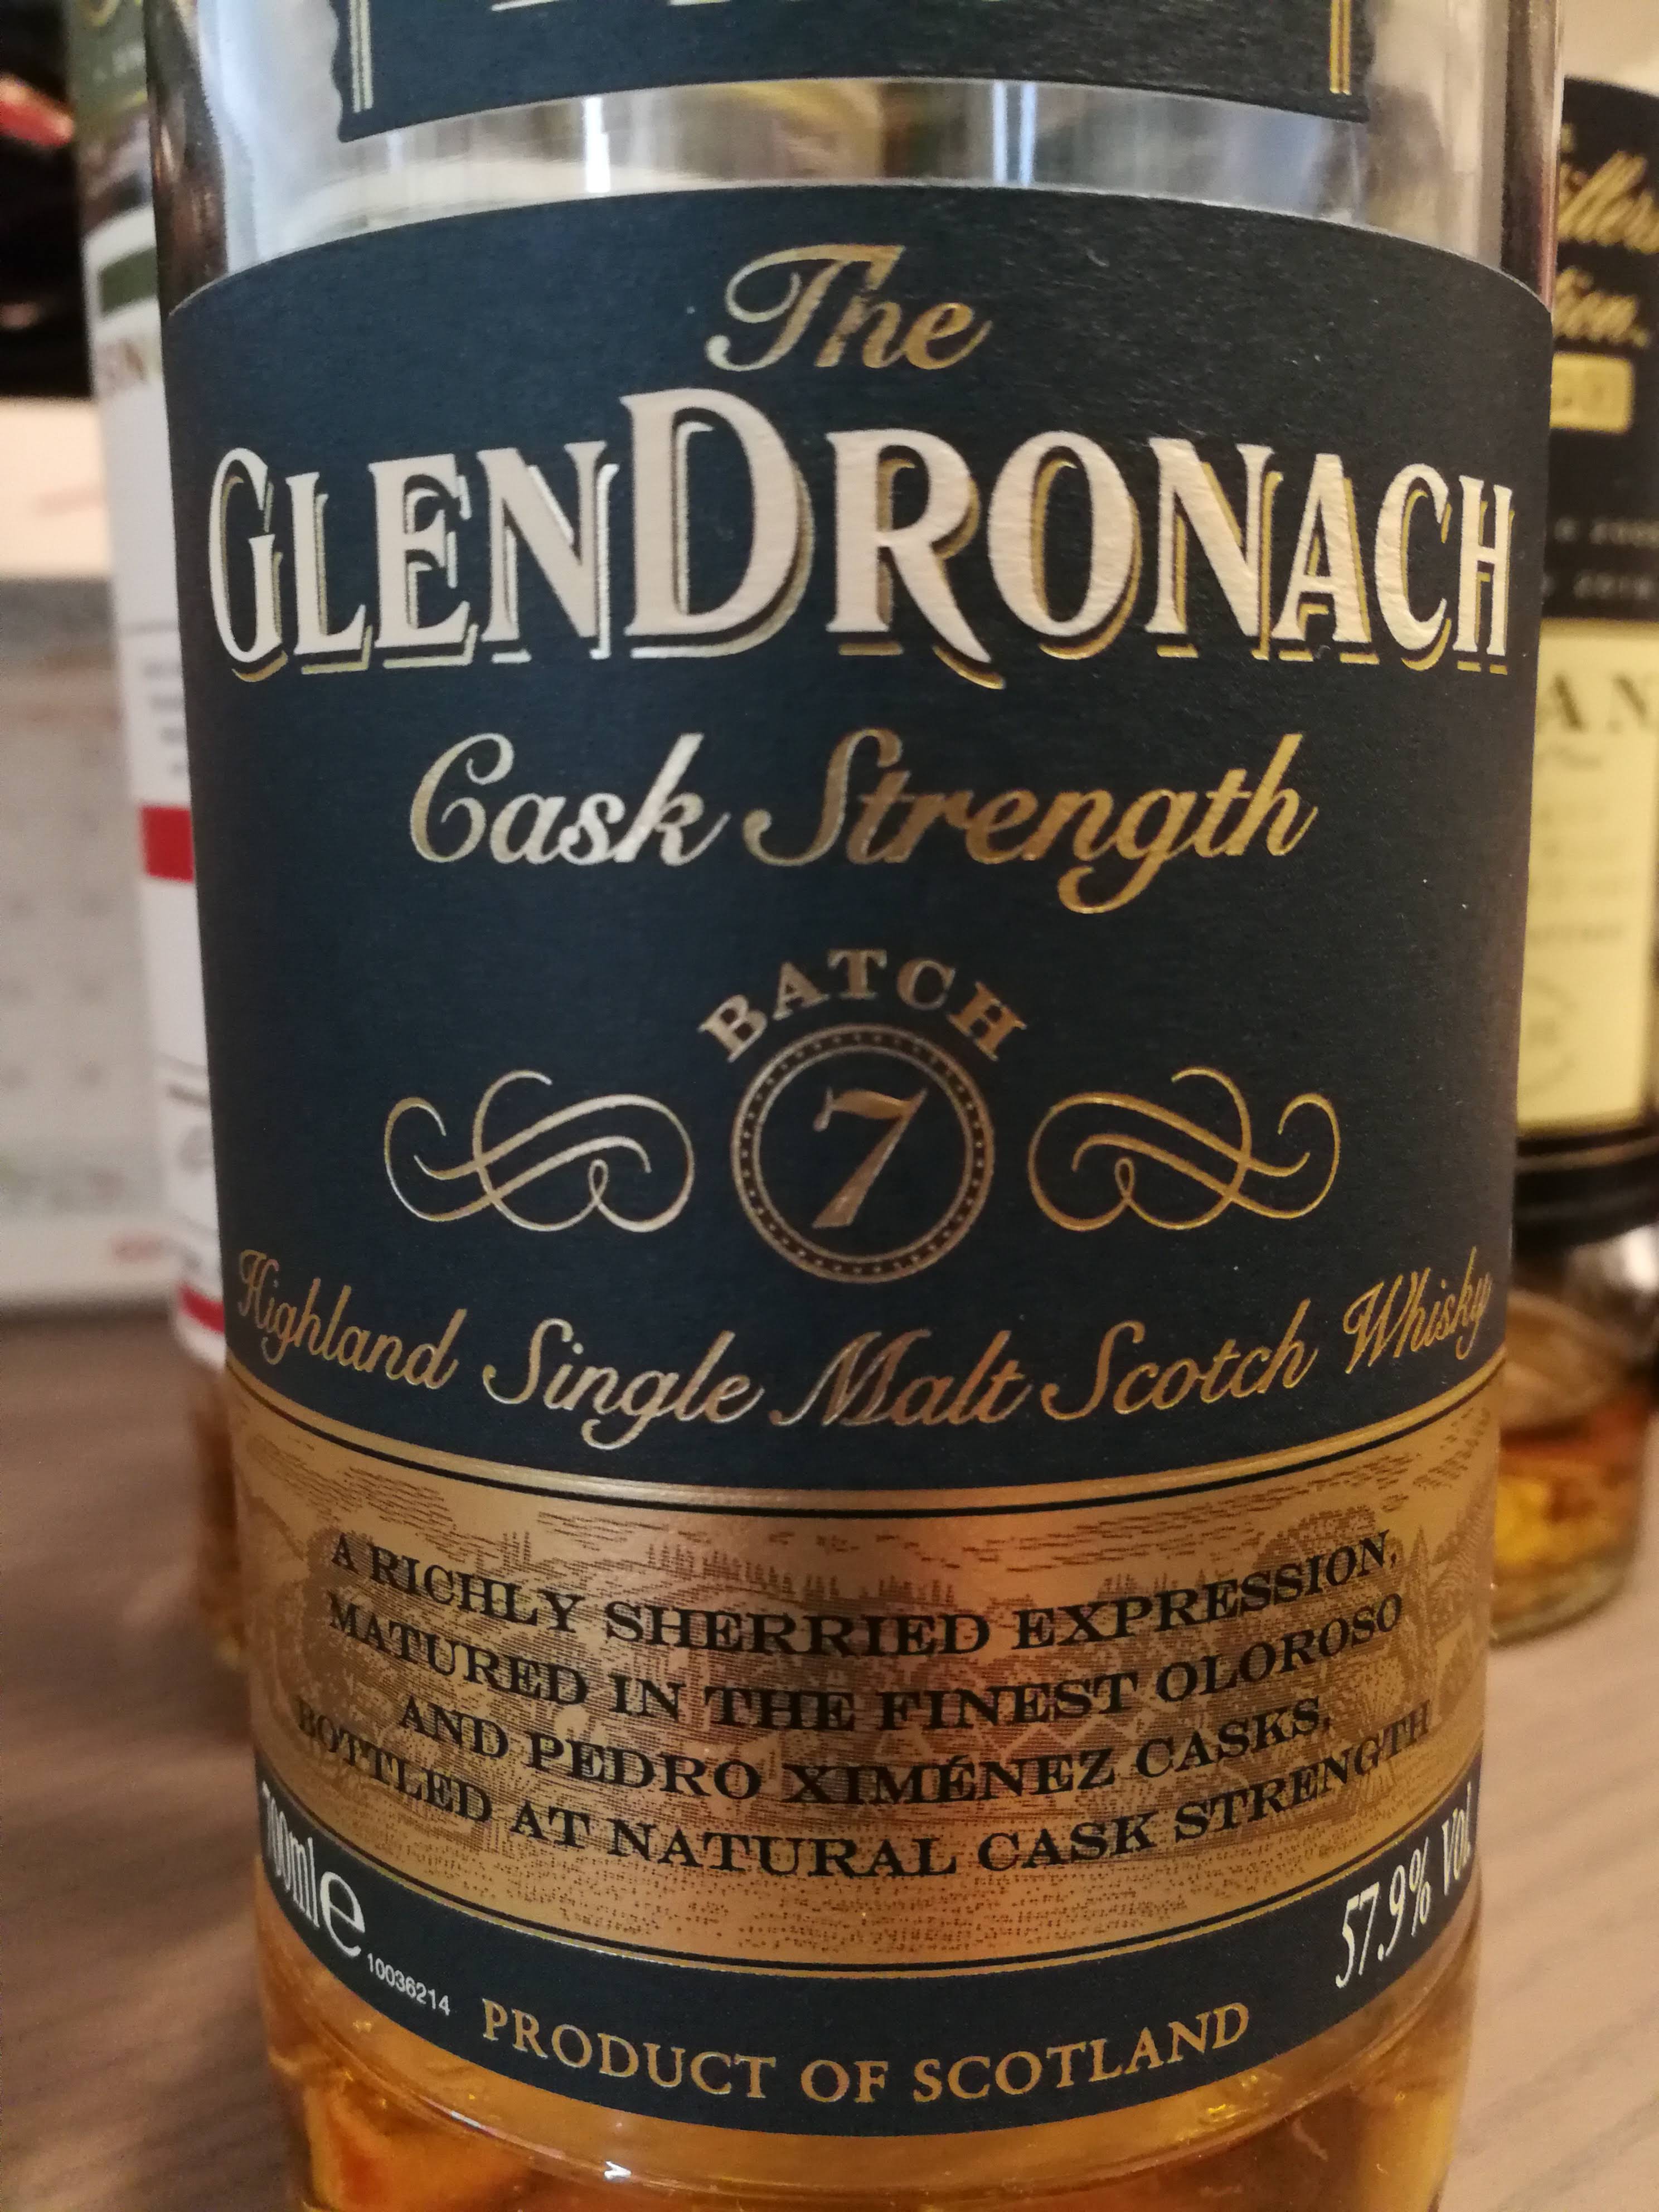 The
GLENDRONACH
Cask Strength
BATCH
7
Highland Single Malt Scotch Whisky
A RICHLY SHERRIED EXPRESSION,
MATURED IN THE FINEST OLOROSO
AND PEDRO XIMÉNEZ CASKS,
BOTTLED AT NATURAL CASK STRENGTH
700ml e
57.9% Vol
10036214
PRODUCT OF SCOTLAND